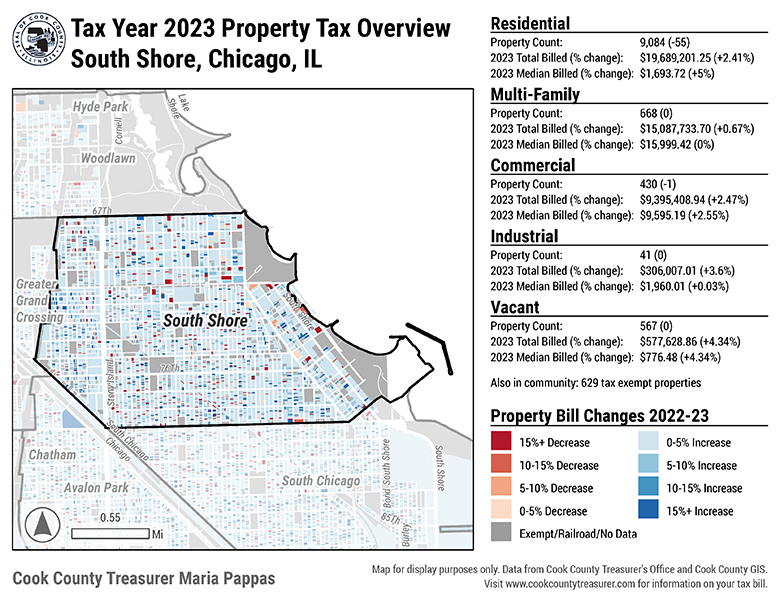 Tax Year 2023 Property Tax Overview
South Shore, Chicago, IL
Hyde Park
Lake Shore
Cornell
Woodlawn
67Th
Greater
Grand
Crossing
South Shore
South Shore
Stony Island
76Th
South Chicago
Chicago
Chatham
Avalon Park
South Chicago
Bond-South Shore
South Shore
85Th
Burley
0.55
Mi
Residential
Property Count: 9,084 (-55)
2023 Total Billed (% change): $19,689,201.25 (+2.41%)
2023 Median Billed (% change): $1,693.72 (+5%)
Multi-Family
Property Count: 668 (0)
2023 Total Billed (% change): $15,087,733.70 (+0.67%)
2023 Median Billed (% change): $15,999.42 (0%)
Commercial
Property Count: 430 (-1)
2023 Total Billed (% change): $9,395,408.94 (+2.47%)
2023 Median Billed (% change): $9,595.19 (+2.55%)
Industrial
Property Count: 41 (0)
2023 Total Billed (% change): $306,007.01 (+3.6%)
2023 Median Billed (% change): $1,960.01 (+0.03%)
Vacant
Property Count: 567 (0)
2023 Total Billed (% change): $577,628.86 (+4.34%)
2023 Median Billed (% change): $776.48 (+4.34%)
Also in community: 629 tax exempt properties
Property Bill Changes 2022-23
15%+ Decrease
10-15% Decrease
5-10% Decrease
0-5% Decrease
Exempt/Railroad/No Data
0-5% Increase
5-10% Increase
10-15% Increase
15%+ Increase
Cook County Treasurer Maria Pappas
Map for display purposes only. Data from Cook County Treasurer's Office and Cook County GIS.
Visit www.cookcountytreasurer.com for information on your tax bill.